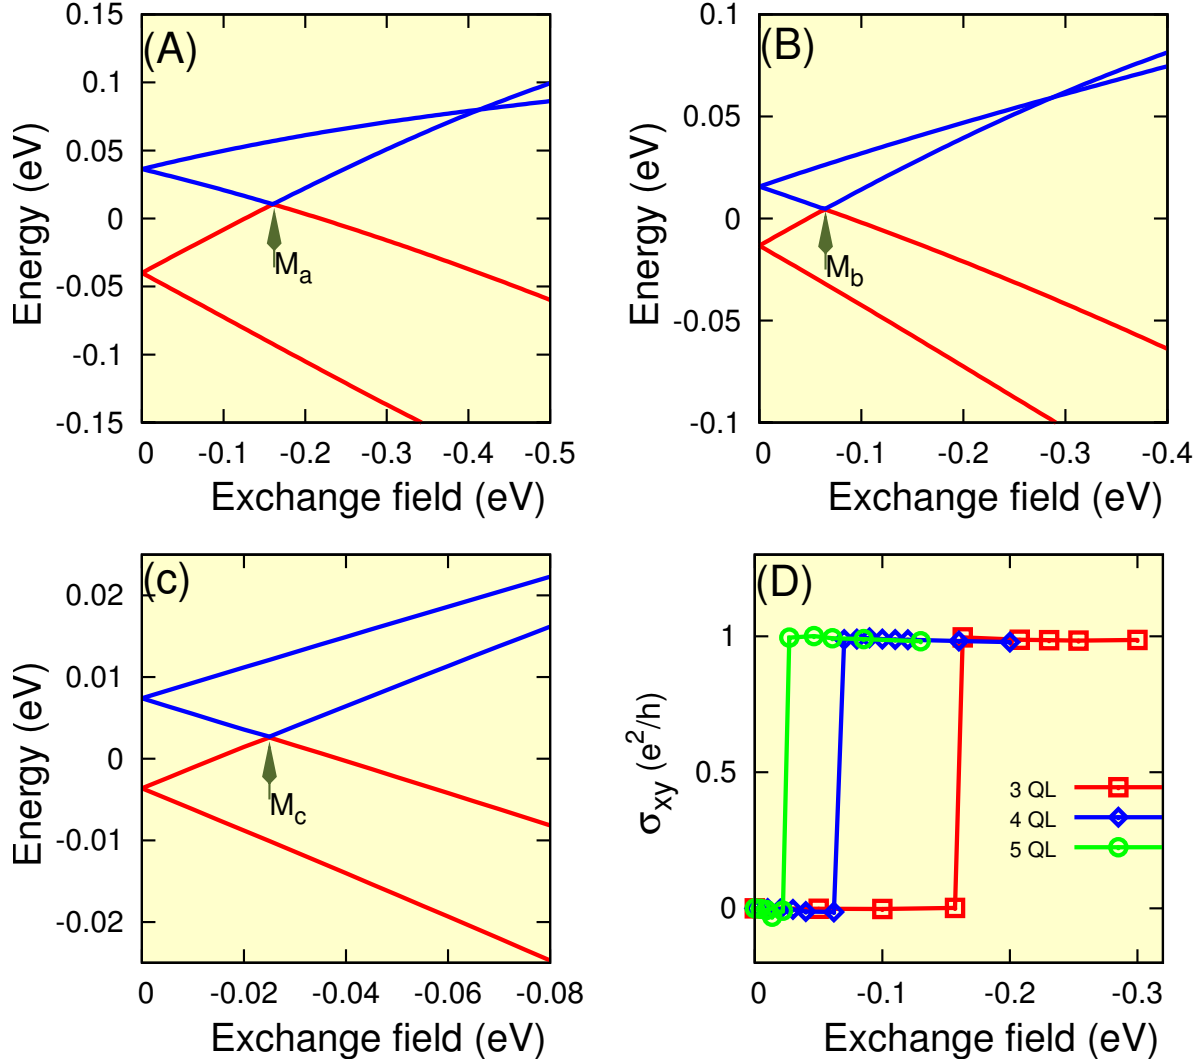 (A)
0.15
0.1
0.05
0
-0.05
-0.1
-0.15
Energy (eV)
M_a
0 -0.1 -0.2 -0.3 -0.4 -0.5
Exchange field (eV)
(B)
0.1
0.05
0
-0.05
-0.1
Energy (eV)
M_b
0 -0.1 -0.2 -0.3 -0.4
Exchange field (eV)
(c)
0.02
0.01
0
-0.01
-0.02
Energy (eV)
M_c
0 -0.02 -0.04 -0.06 -0.08
Exchange field (eV)
(D)
1
0.5
0
σ_xy (e^2/h)
3 QL
4 QL
5 QL
0 -0.1 -0.2 -0.3
Exchange field (eV)